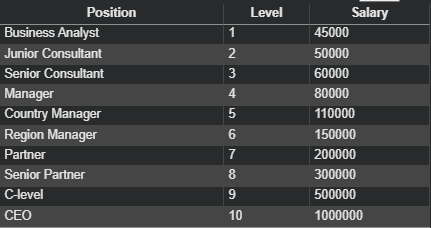 Position Level Salary
Business Analyst 1 45000
Junior Consultant 2 50000
Senior Consultant 3 60000
Manager 4 80000
Country Manager 5 110000
Region Manager 6 150000
Partner 7 200000
Senior Partner 8 300000
C-level 9 500000
CEO 10 1000000